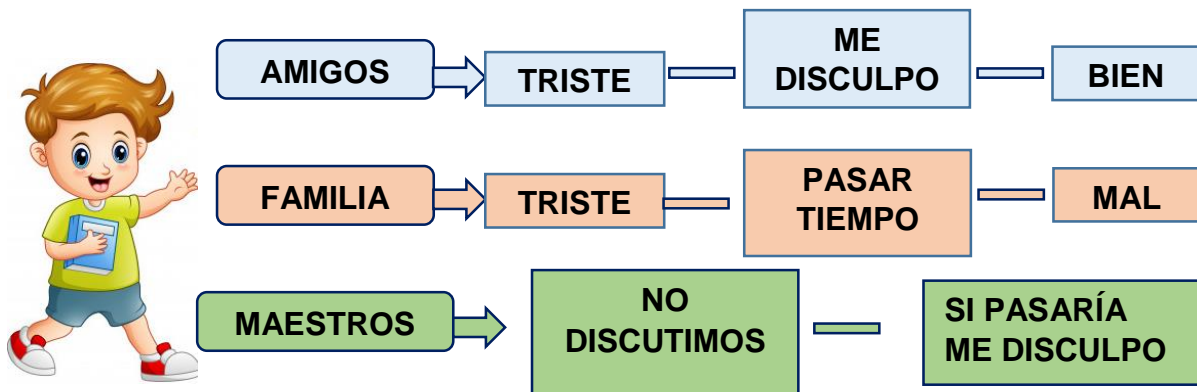 AMIGOS
TRISTE
ME
DISCULPO
BIEN
FAMILIA
TRISTE
PASAR
TIEMPO
MAL
MAESTROS
NO
DISCUTIMOS
SI PASARÍA
ME DISCULPO